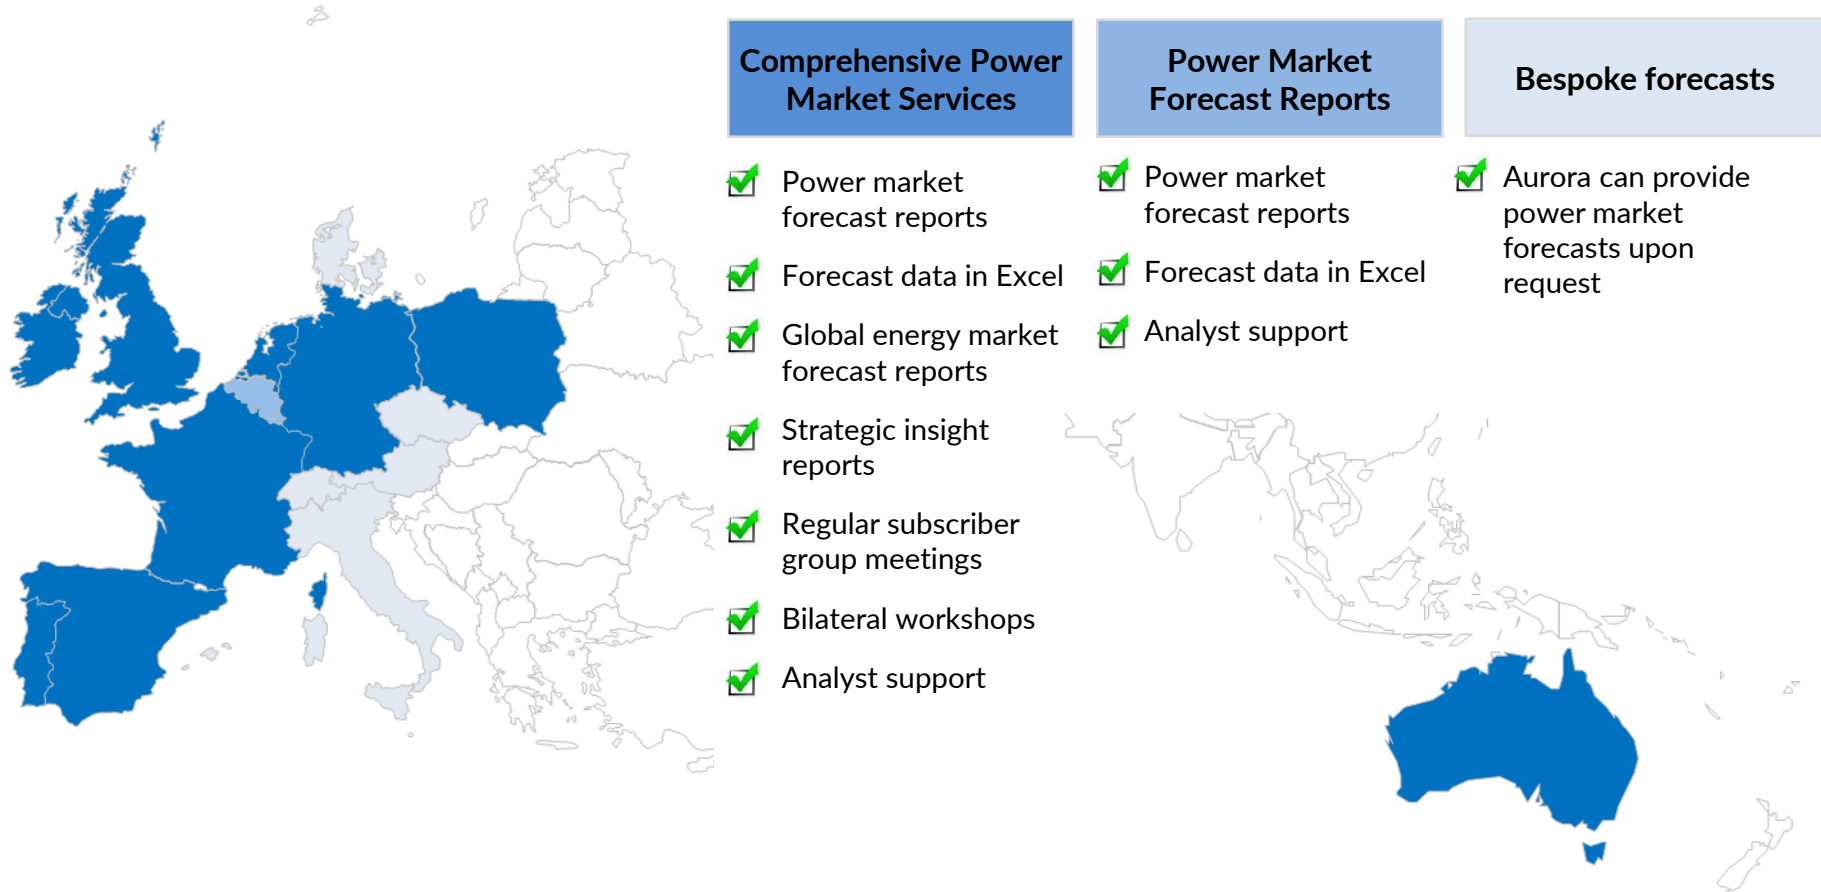 Comprehensive Power
Market Services
Power market
forecast reports
Forecast data in Excel
Global energy market
forecast reports
Strategic insight
reports
Regular subscriber
group meetings
Bilateral workshops
Analyst support
Power Market
Forecast Reports
Power market
forecast reports
Forecast data in Excel
Analyst support
Bespoke forecasts
Aurora can provide
power market
forecasts upon
request